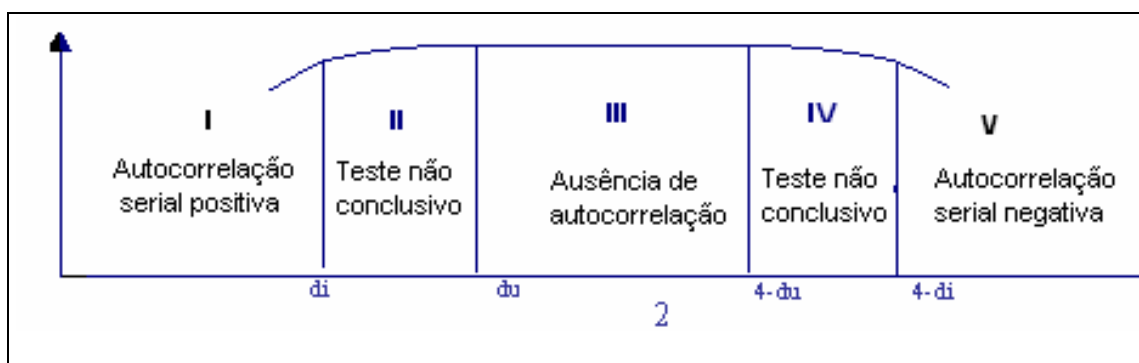 I
II
III
IV
V
Autocorrelação
serial positiva
Teste não
conclusivo
Ausência de
autocorrelação
Teste não
conclusivo
Autocorrelação
serial negativa
di
du
2
4-du
4-di